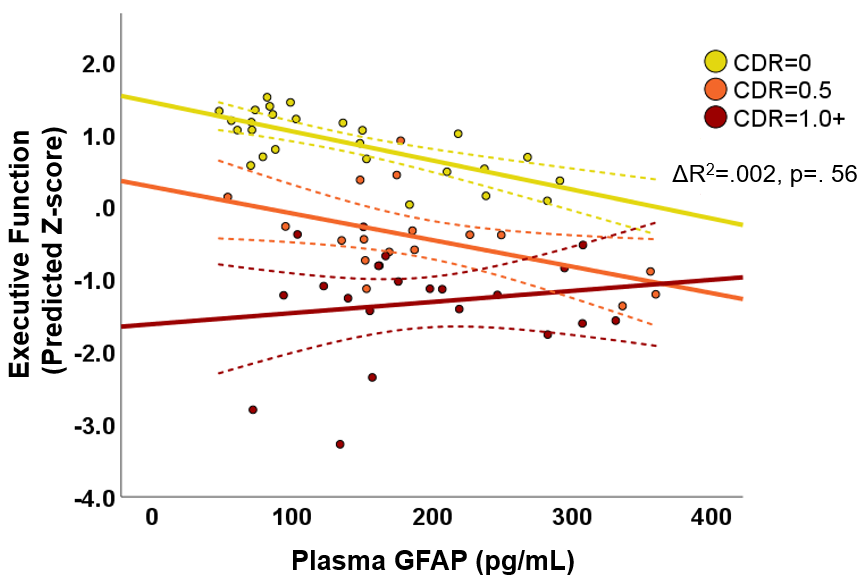 CDR=0
CDR=0.5
CDR=1.0+
ΔR²=.002, p=. 56
Executive Function
(Predicted Z-score)
2.0
1.0
.0
-1.0
-2.0
-3.0
-4.0
0 100 200 300 400
Plasma GFAP (pg/mL)